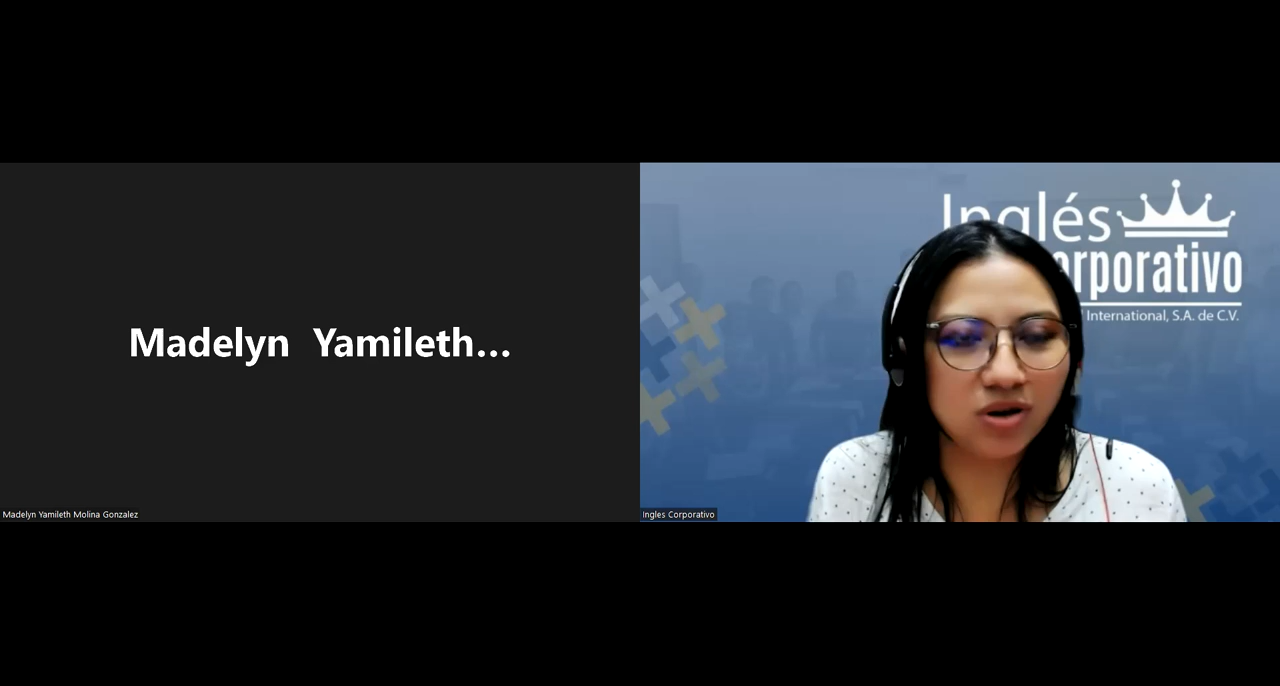 Madelyn Yamileth...
Madelyn Yamileth Molina Gonzalez
Inglés
orporativo
International, S.A. de C.V.
Ingles Corporativo